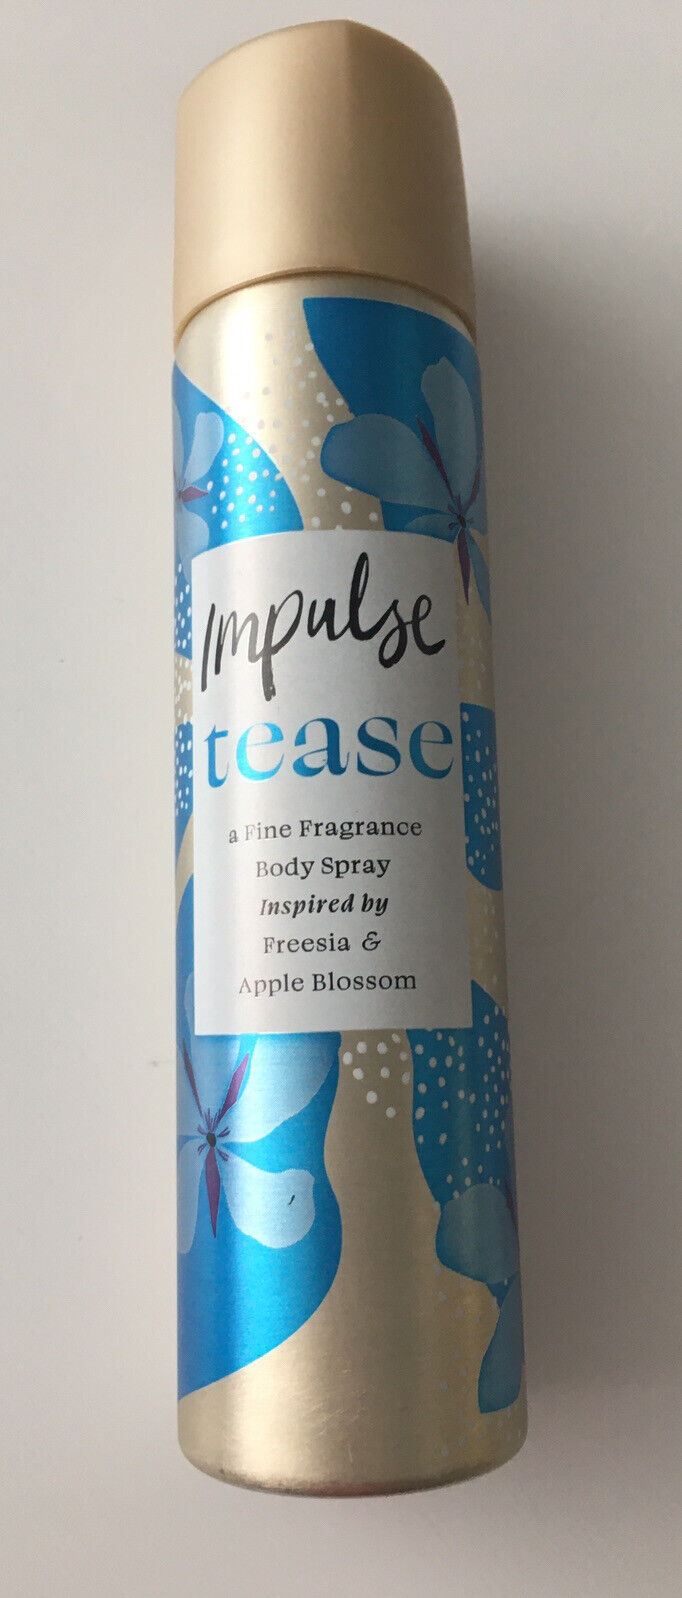 Impulse
tease
a Fine Fragrance
Body Spray
Inspired by
Freesia &
Apple Blossom